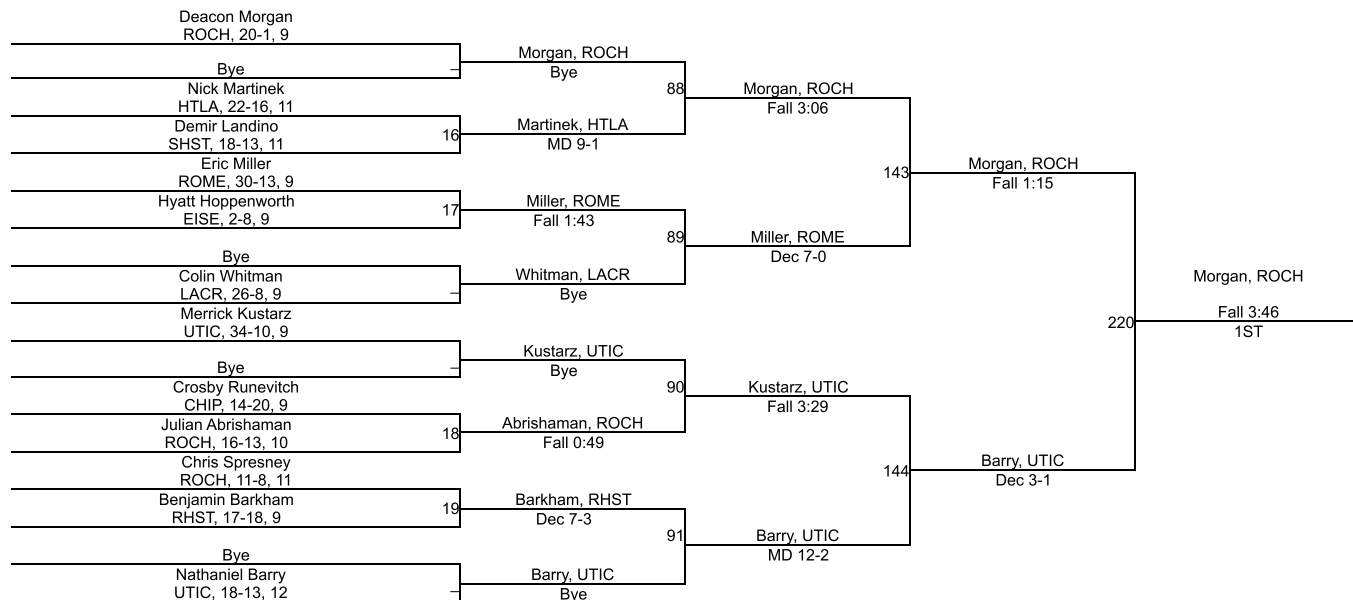 Deacon Morgan
ROCH, 20-1, 9
Bye
–
Nick Martinek
HTLA, 22-16, 11
Demir Landino
SHST, 18-13, 11
16
Eric Miller
ROME, 30-13, 9
Hyatt Hoppenworth
EISE, 2-8, 9
17
Bye
Colin Whitman
LACR, 26-8, 9
–
Merrick Kustarz
UTIC, 34-10, 9
Bye
–
Crosby Runevitch
CHIP, 14-20, 9
Julian Abrishaman
ROCH, 16-13, 10
18
Chris Spresney
ROCH, 11-8, 11
Benjamin Barkham
RHST, 17-18, 9
19
Bye
Nathaniel Barry
UTIC, 18-13, 12
–
Morgan, ROCH
Bye
88
Martinek, HTLA
MD 9-1
Miller, ROME
Fall 1:43
89
Whitman, LACR
Bye
Kustarz, UTIC
Bye
90
Abrishaman, ROCH
Fall 0:49
Barkham, RHST
Dec 7-3
91
Barry, UTIC
Bye
Morgan, ROCH
Fall 3:06
143
Miller, ROME
Dec 7-0
Kustarz, UTIC
Fall 3:29
144
Barry, UTIC
MD 12-2
Morgan, ROCH
Fall 1:15
220
Barry, UTIC
Dec 3-1
Morgan, ROCH
Fall 3:46
1ST